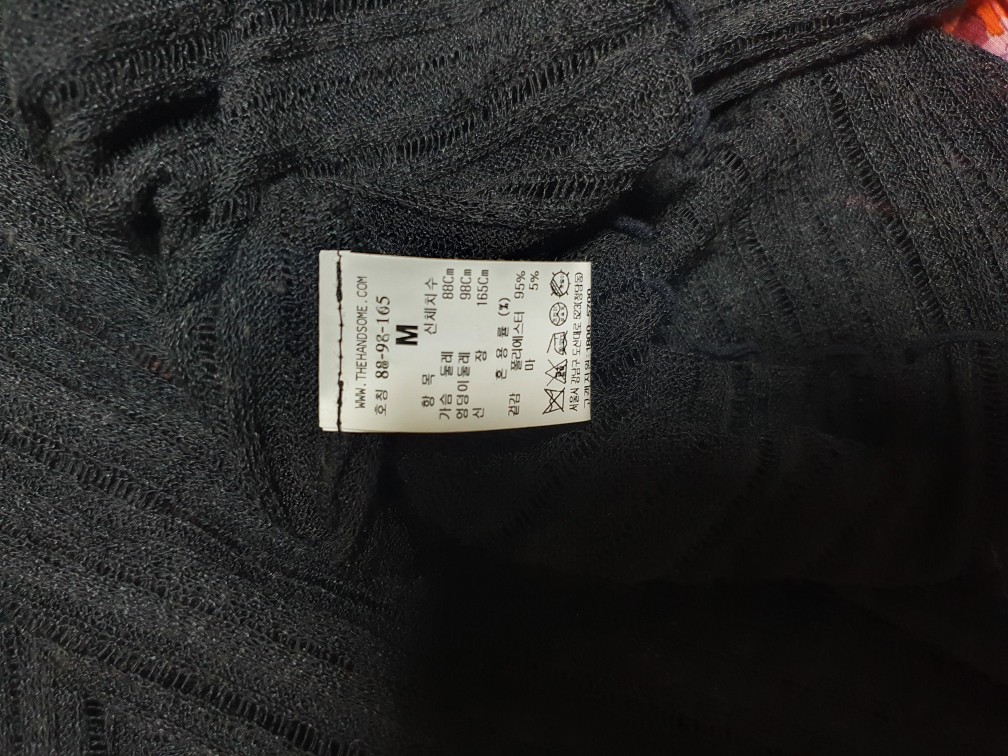 WWW.THEHANDSOME.COM
호칭 88-98-165
M
항 목 신체치수
가슴 둘레 88Cm
엉덩이둘레 98Cm
신 장 165Cm
혼 용 률 (%)
겉감 폴리에스터 95%
마 5%